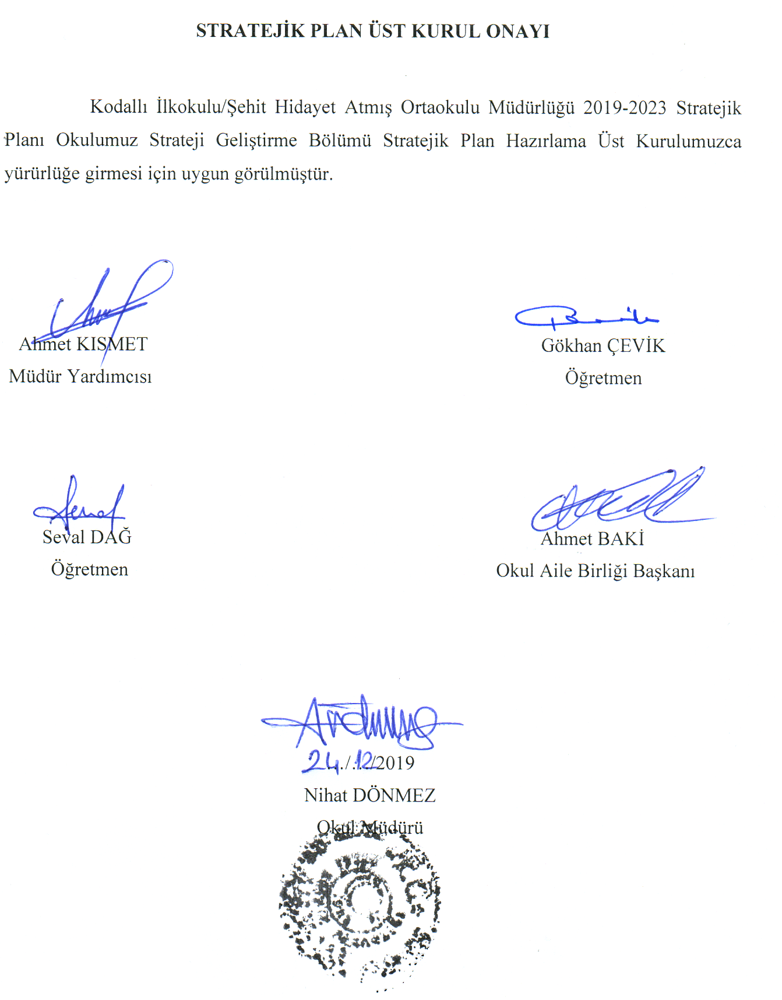 STRATEJİK PLAN ÜST KURUL ONAYI
Kodallı İlkokulu/Şehit Hidayet Atmış Ortaokulu Müdürlüğü 2019-2023 Stratejik
Planı Okulumuz Strateji Geliştirme Bölümü Stratejik Plan Hazırlama Üst Kurulumuzca
yürürlüğe girmesi için uygun görülmüştür.
Ahmet KISMET
Müdür Yardımcısı
Gökhan ÇEVİK
Öğretmen
Seval DAĞ
Öğretmen
Ahmet BAKİ
Okul Aile Birliği Başkanı
24../.12/2019
Nihat DÖNMEZ
Okul Müdürü